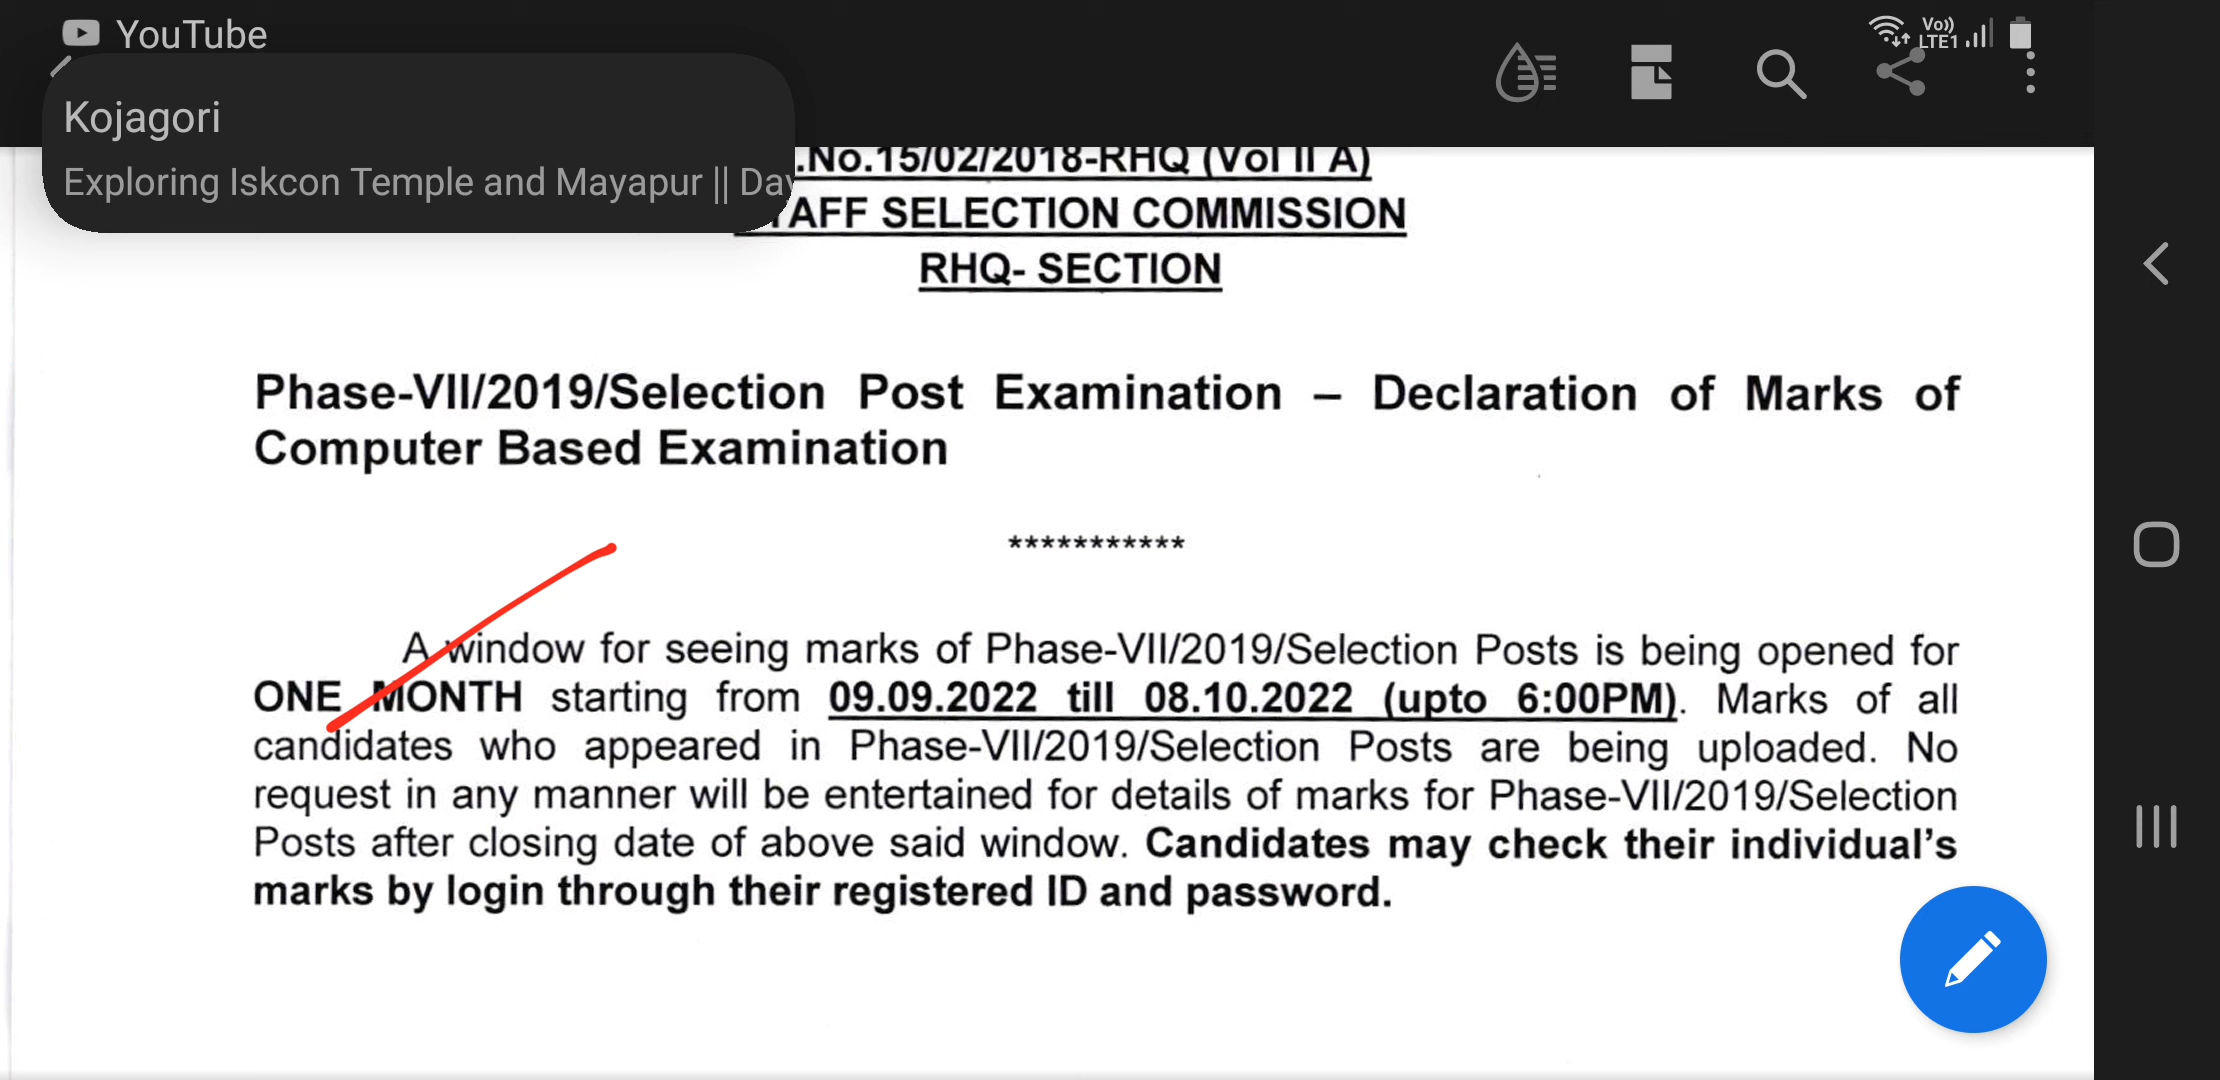 YouTube
Vo))
LTE1
Kojagori
Exploring Iskcon Temple and Mayapur || Day
.No.15/02/2018-RHQ (Vol II A)
AFF SELECTION COMMISSION
RHQ- SECTION
Phase-VII/2019/Selection Post Examination – Declaration of Marks of
Computer Based Examination
***********
A window for seeing marks of Phase-VII/2019/Selection Posts is being opened for
ONE MONTH starting from 09.09.2022 till 08.10.2022 (upto 6:00PM). Marks of all
candidates who appeared in Phase-VII/2019/Selection Posts are being uploaded. No
request in any manner will be entertained for details of marks for Phase-VII/2019/Selection
Posts after closing date of above said window. Candidates may check their individual’s
marks by login through their registered ID and password.